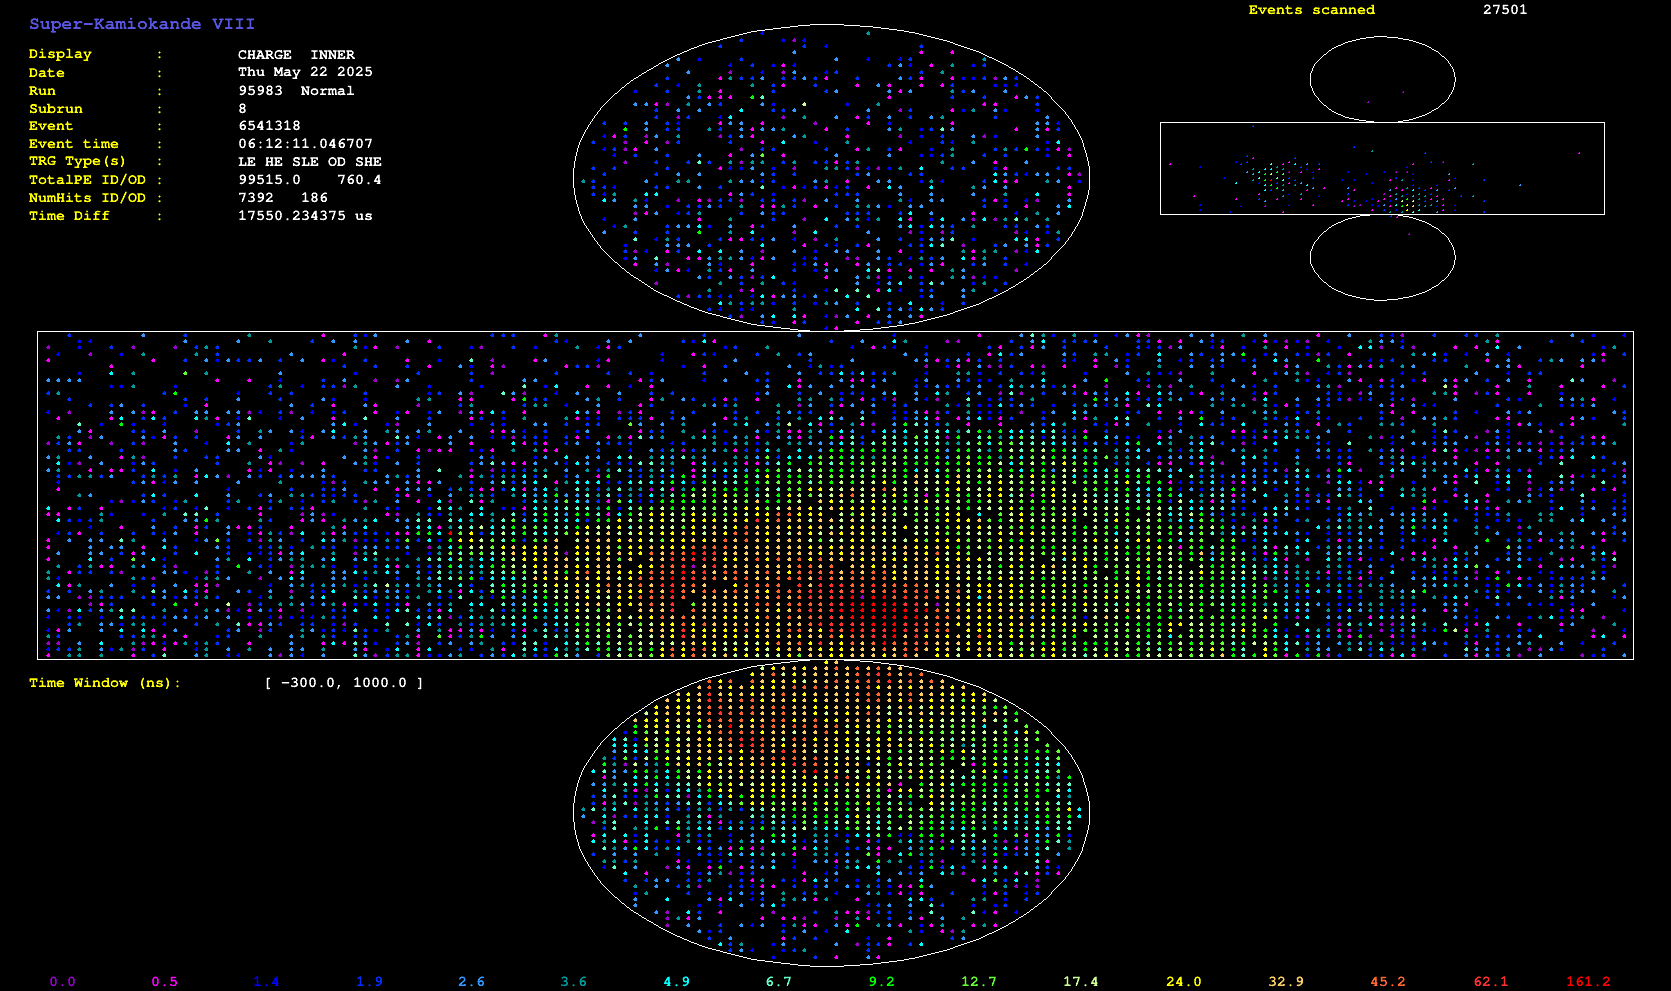 Super-Kamiokande VIII
Events scanned 27501
Display : CHARGE INNER
Date : Thu May 22 2025
Run : 95983 Normal
Subrun : 8
Event : 6541318
Event time : 06:12:11.046707
TRG Type(s) : LE HE SLE OD SHE
TotalPE ID/OD : 99515.0 760.4
NumHits ID/OD : 7392 186
Time Diff : 17550.234375 us
Time Window (ns): [ -300.0, 1000.0 ]
0.0 0.5 1.4 1.9 2.6 3.6 4.9 6.7 9.2 12.7 17.4 24.0 32.9 45.2 62.1 161.2